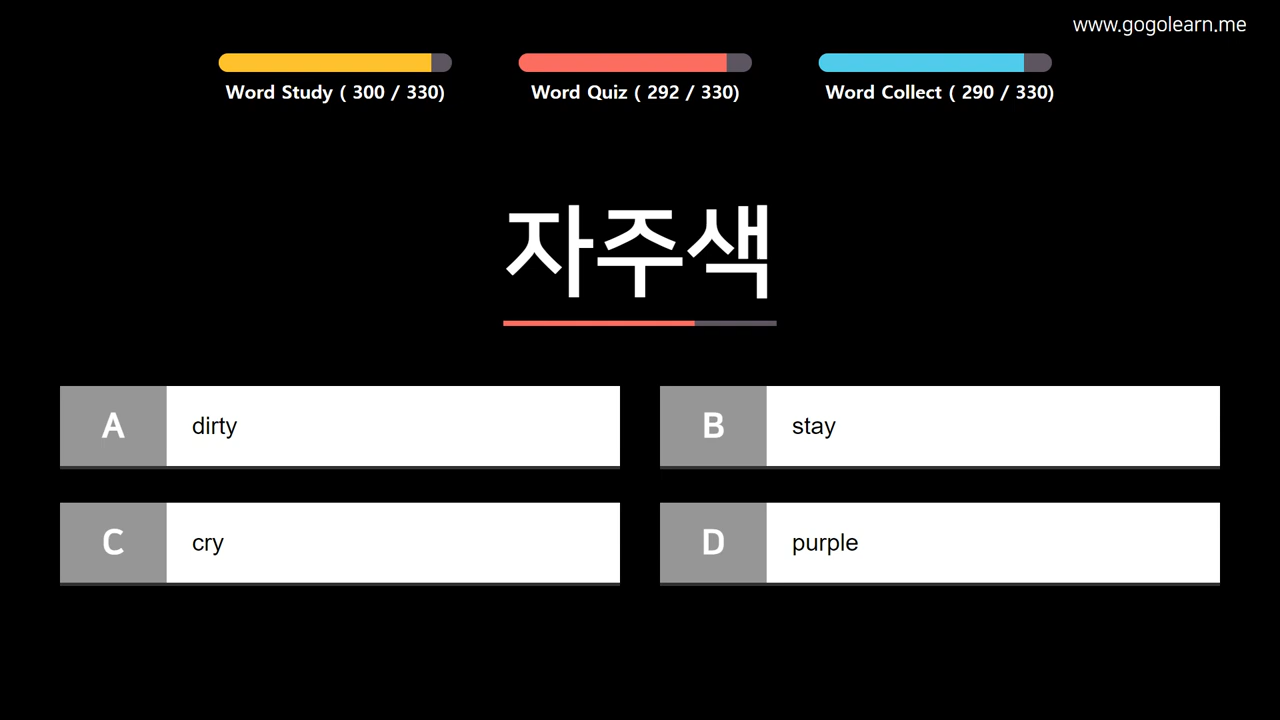 www.gogolearn.me
Word Study ( 300 / 330)
Word Quiz ( 292 / 330)
Word Collect ( 290 / 330)
자주색
A dirty
B stay
C cry
D purple